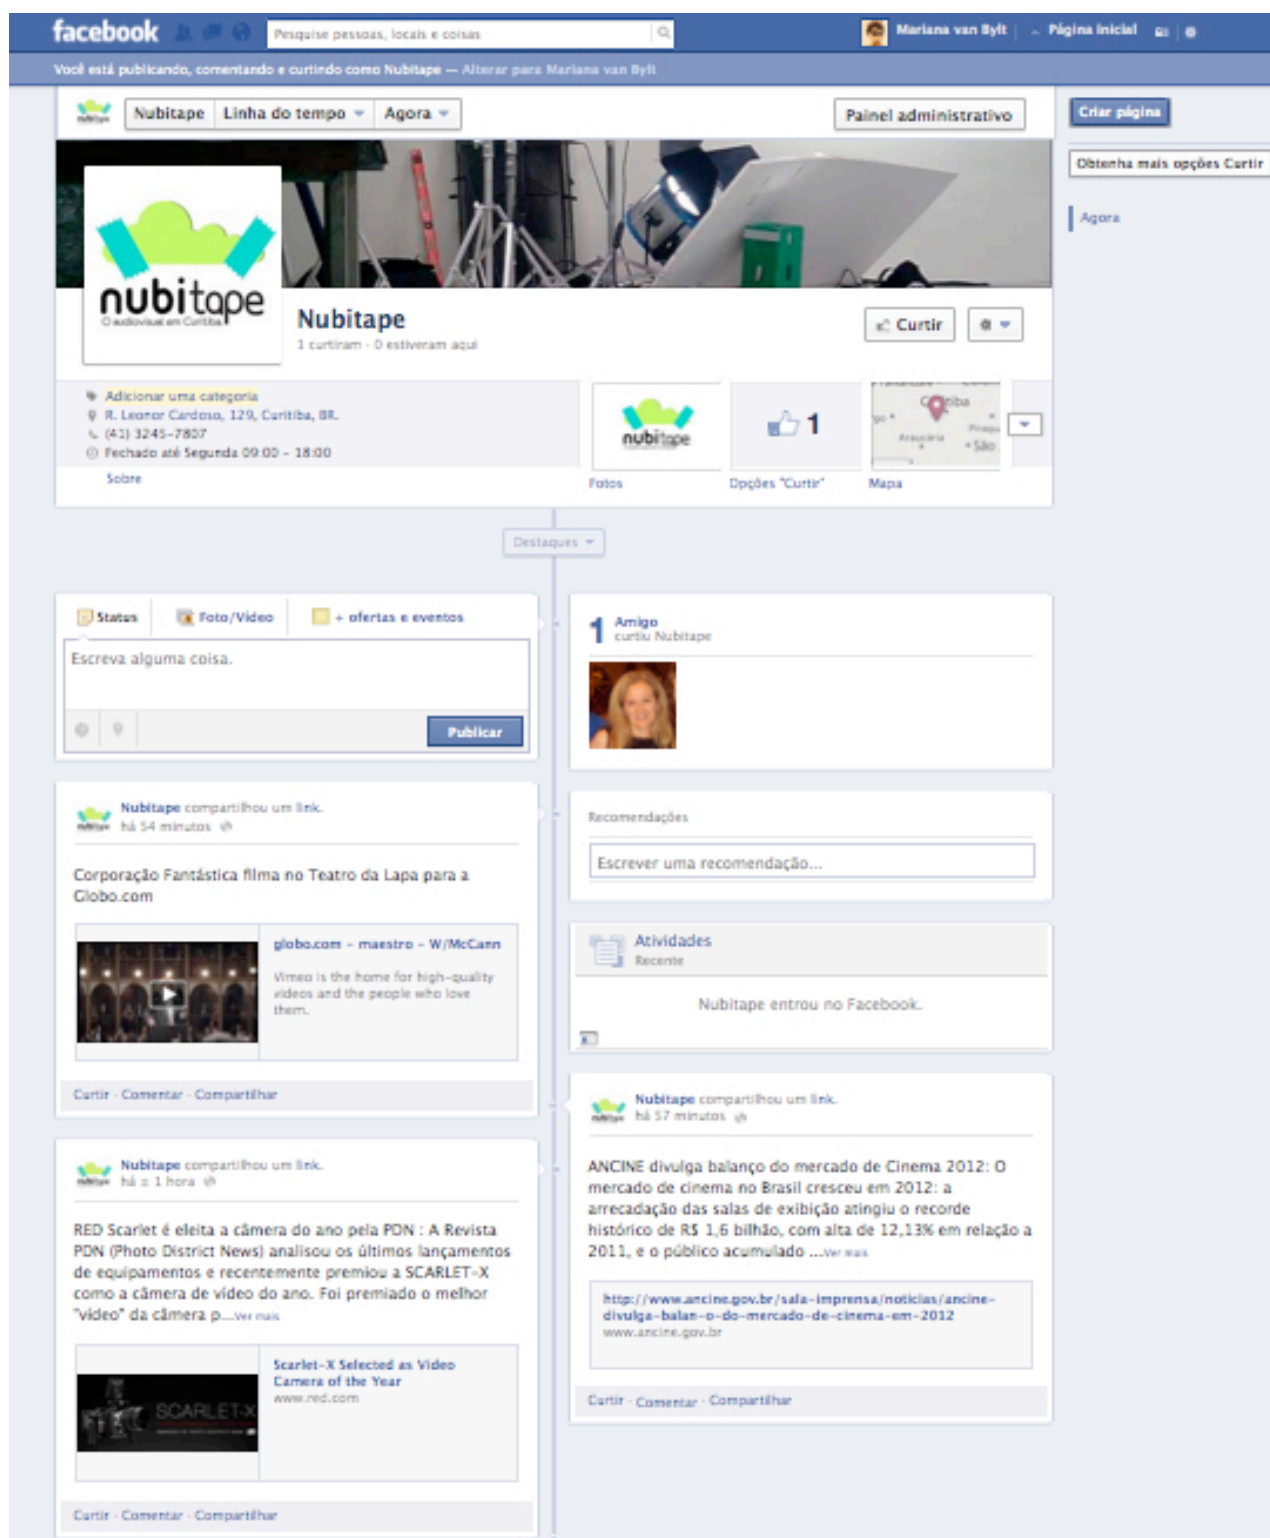 facebook
Pesquise pessoas, locais e coisas
Mariana van Bylt
Página Inicial
Você está publicando, comentando e curtindo como Nubitape — Alterar para Mariana van Bylt
Nubitape
Linha do tempo
Agora
Painel administrativo
Criar página
Obtenha mais opções Curtir
Agora
nubitape
O audiovisual em Curitiba.
Nubitape
1 curtiram · 0 estiveram aqui
Curtir
Adicionar uma categoria
R. Leonor Cardoso, 129, Curitiba, BR.
(41) 3245-7807
Fechado até Segunda 09:00 - 18:00
Sobre
nubitape
1
Curitiba
Araucária
São
Fotos
Opções "Curtir"
Mapa
Destaques
Status
Foto/Vídeo
+ ofertas e eventos
Escreva alguma coisa.
Publicar
1 Amigo
curtiu Nubitape
Nubitape compartilhou um link.
há 54 minutos
Corporação Fantástica filma no Teatro da Lapa para a
Globo.com
globo.com - maestro - W/McCann
Vimeo is the home for high-quality
videos and the people who love
them.
Curtir · Comentar · Compartilhar
Recomendações
Escrever uma recomendação...
Atividades
Recente
Nubitape entrou no Facebook.
Nubitape compartilhou um link.
há 57 minutos
ANCINE divulga balanço do mercado de Cinema 2012: O
mercado de cinema no Brasil cresceu em 2012: a
arrecadação das salas de exibição atingiu o recorde
histórico de R$ 1,6 bilhão, com alta de 12,13% em relação a
2011, e o público acumulado ...Ver mais
http://www.ancine.gov.br/sala-imprensa/noticias/ancine-
divulga-balan-o-do-mercado-de-cinema-em-2012
www.ancine.gov.br
Curtir · Comentar · Compartilhar
Nubitape compartilhou um link.
há ± 1 hora
RED Scarlet é eleita a câmera do ano pela PDN : A Revista
PDN (Photo District News) analisou os últimos lançamentos
de equipamentos e recentemente premiou a SCARLET-X
como a câmera de vídeo do ano. Foi premiado o melhor
"vídeo" da câmera p...Ver mais
SCARLET-X
Scarlet-X Selected as Video
Camera of the Year
www.red.com
Curtir · Comentar · Compartilhar